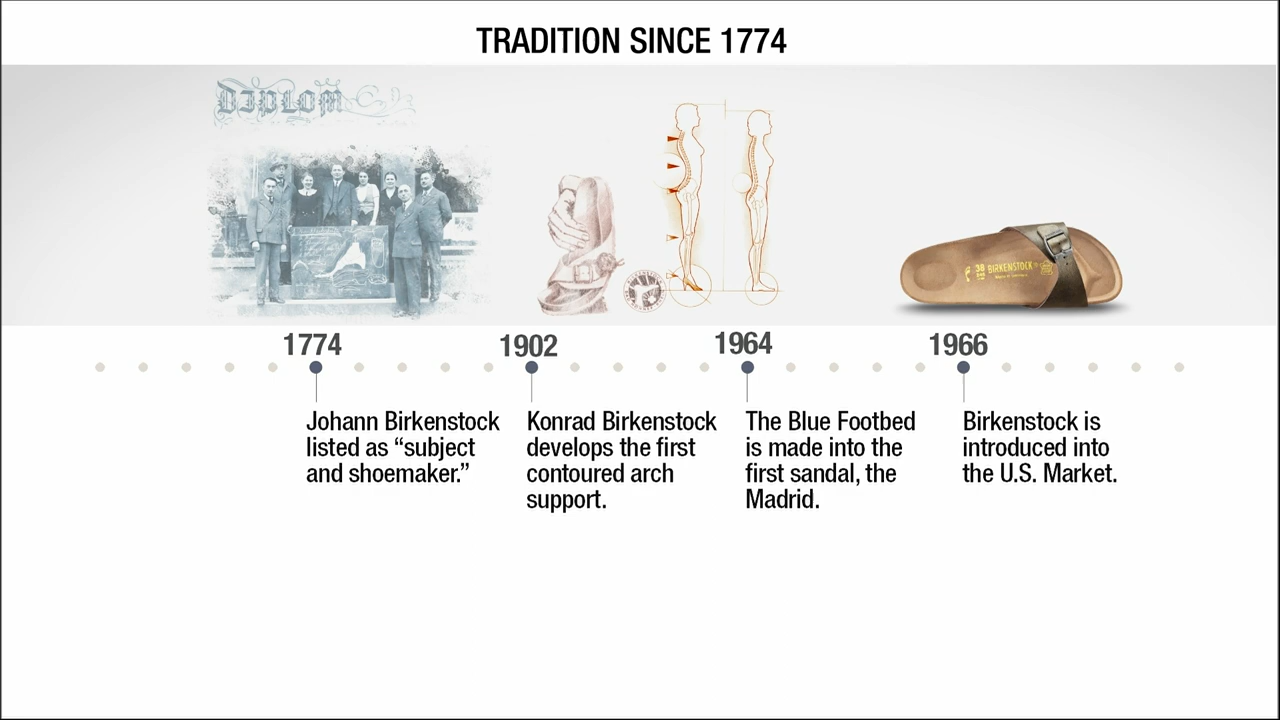 TRADITION SINCE 1774
Diplom
38
BIRKENSTOCK
1774
1902
1964
1966
Johann Birkenstock
listed as “subject
and shoemaker.”
Konrad Birkenstock
develops the first
contoured arch
support.
The Blue Footbed
is made into the
first sandal, the
Madrid.
Birkenstock is
introduced into
the U.S. Market.